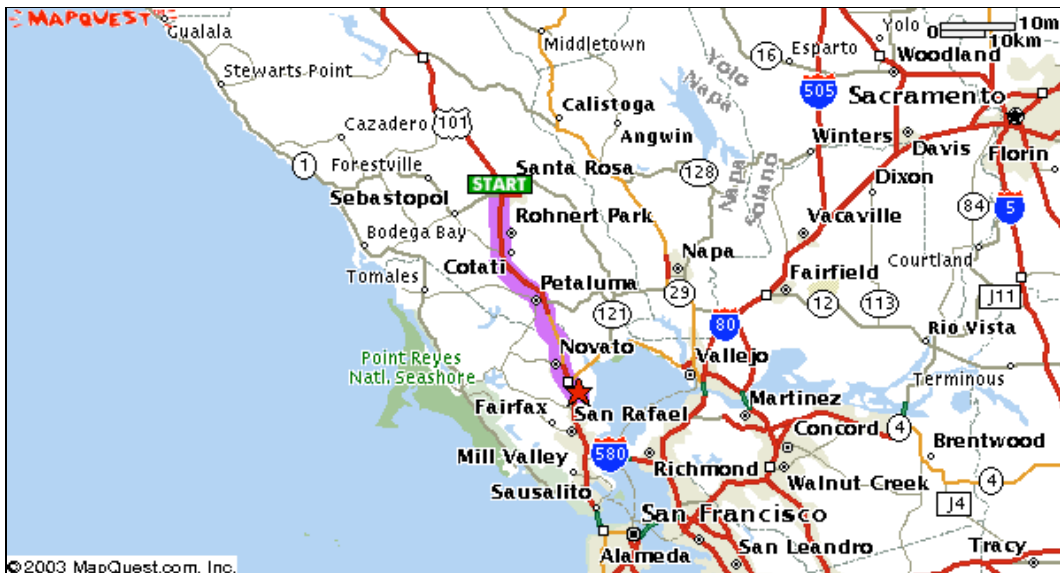 MAPQUEST
Gualala
Stewarts Point
Cazadero
1
Forestville
Sebastopol
Bodega Bay
Tomales
101
START
Santa Rosa
Rohnert Park
Cotati
Petaluma
Novato
Point Reyes
Natl. Seashore
Fairfax
San Rafael
Mill Valley
Sausalito
580
Richmond
San Francisco
Alameda
San Leandro
Middletown
Calistoga
Angwin
Yolo
Napa
128
Napa
Solano
Napa
29
121
80
Vallejo
Martinez
Concord
Walnut Creek
16
Esparto
Yolo
Woodland
0
10m
10km
505
Sacramento
Winters
Davis
Florin
Dixon
84
5
Vacaville
Courtland
Fairfield
12
113
J11
Rio Vista
Terminous
4
Brentwood
4
J4
Tracy
©2003 MapQuest.com, Inc.